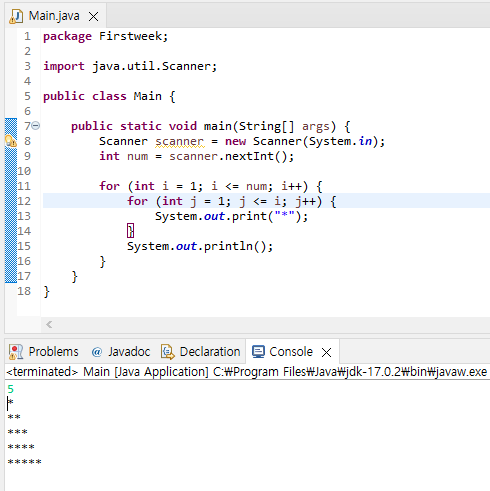 Main.java
1 package Firstweek;
2
3 import java.util.Scanner;
4
5 public class Main {
6
7     public static void main(String[] args) {
8         Scanner scanner = new Scanner(System.in);
9         int num = scanner.nextInt();
10
11         for (int i = 1; i <= num; i++) {
12             for (int j = 1; j <= i; j++) {
13                 System.out.print("*");
14             }
15             System.out.println();
16         }
17     }
18 }
Problems @ Javadoc Declaration Console
<terminated> Main [Java Application] C:₩Program Files₩Java₩jdk-17.0.2₩bin₩javaw.exe
5
*
**
***
****
*****